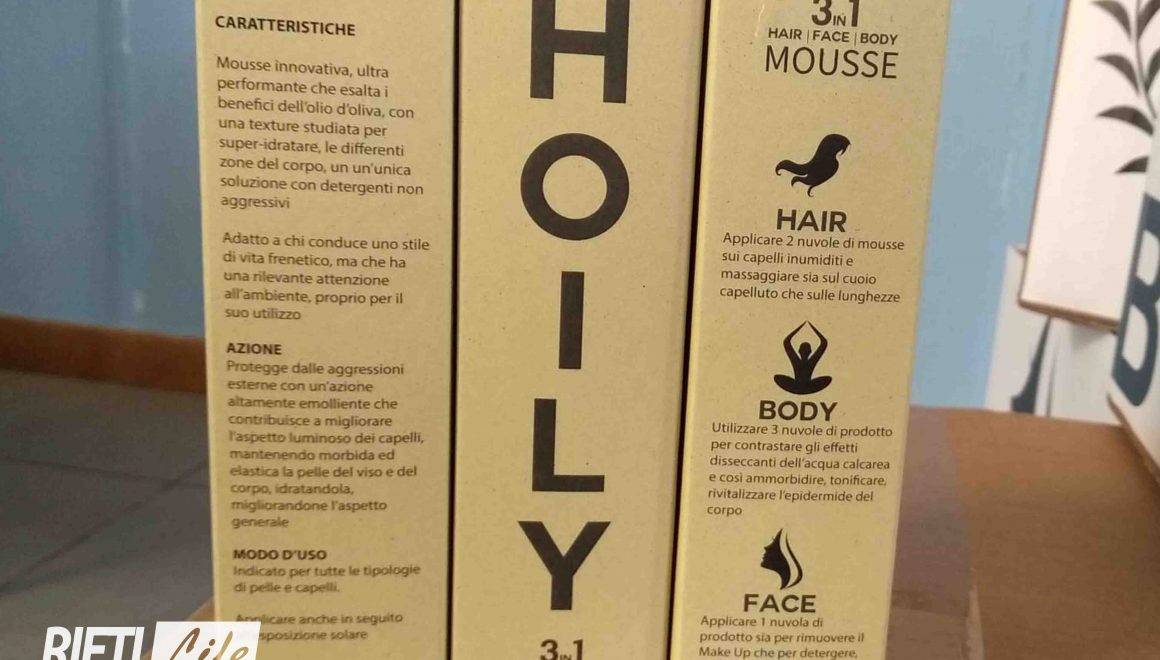 CARATTERISTICHE
Mousse innovativa, ultra
performante che esalta i
benefici dell'olio d'oliva, con
una texture studiata per
super-idratare, le differenti
zone del corpo, un un'unica
soluzione con detergenti non
aggressivi
Adatto a chi conduce uno stile
di vita frenetico, ma che ha
una rilevante attenzione
all'ambiente, proprio per il
suo utilizzo
AZIONE
Protegge dalle aggressioni
esterne con un'azione
altamente emolliente che
contribuisce a migliorare
l'aspetto luminoso dei capelli,
mantenendo morbida ed
elastica la pelle del viso e del
corpo, idratandola,
migliorandone l'aspetto
generale
MODO D'USO
Indicato per tutte le tipologie
di pelle e capelli.
Applicare anche in seguito
esposizione solare
HOILY
3 IN 1
3 IN 1
HAIR | FACE | BODY
MOUSSE
HAIR
Applicare 2 nuvole di mousse
sui capelli inumiditi e
massaggiare sia sul cuoio
capelluto che sulle lunghezze
BODY
Utilizzare 3 nuvole di prodotto
per contrastare gli effetti
disseccanti dell'acqua calcarea
e così ammorbidire, tonificare,
rivitalizzare l'epidermide del
corpo
FACE
Applicare 1 nuvola di
prodotto sia per rimuovere il
Make Up che per detergere,
B
RIETI Life